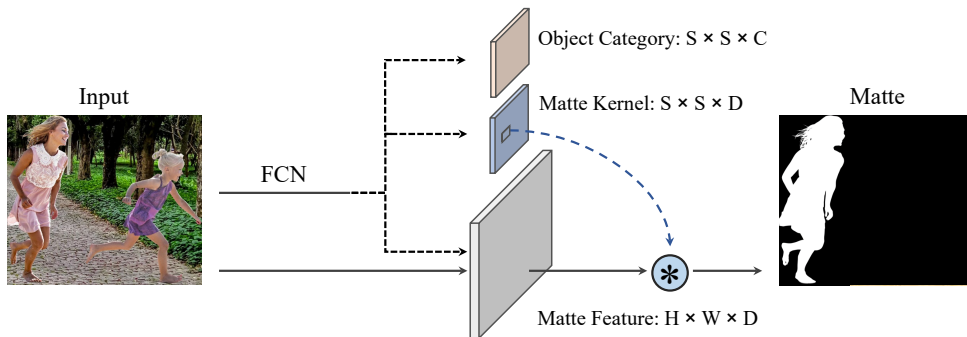 Object Category: S × S × C
Input
Matte Kernel: S × S × D
Matte
FCN
*
Matte Feature: H × W × D